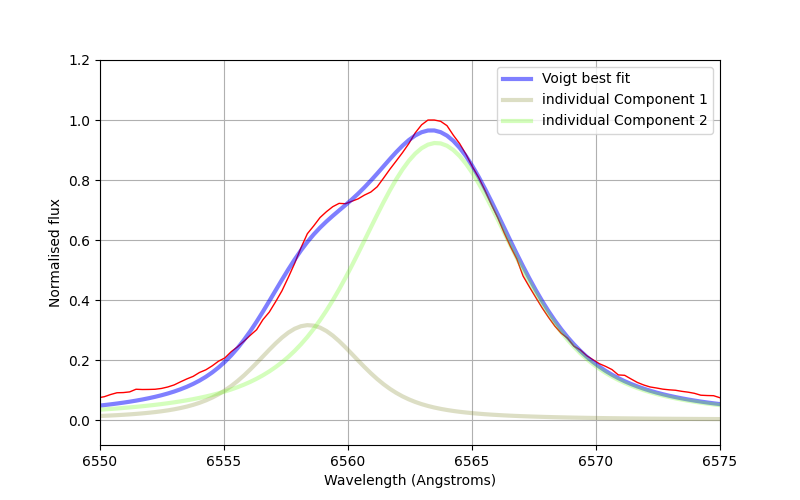 1.2
1.0
0.8
0.6
0.4
0.2
0.0
Normalised flux
Voigt best fit
individual Component 1
individual Component 2
6550 6555 6560 6565 6570 6575
Wavelength (Angstroms)